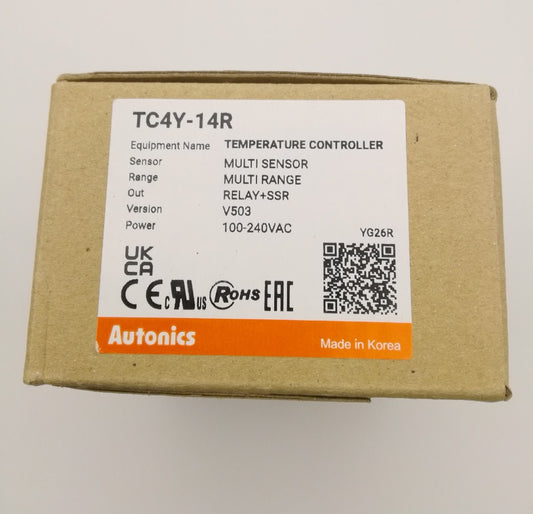 TC4Y-14R
Equipment Name TEMPERATURE CONTROLLER
Sensor MULTI SENSOR
Range MULTI RANGE
Out RELAY+SSR
Version V503
Power 100-240VAC
YG26R
UK
CA
CE c RU us RoHS EAC
Autonics
Made in Korea